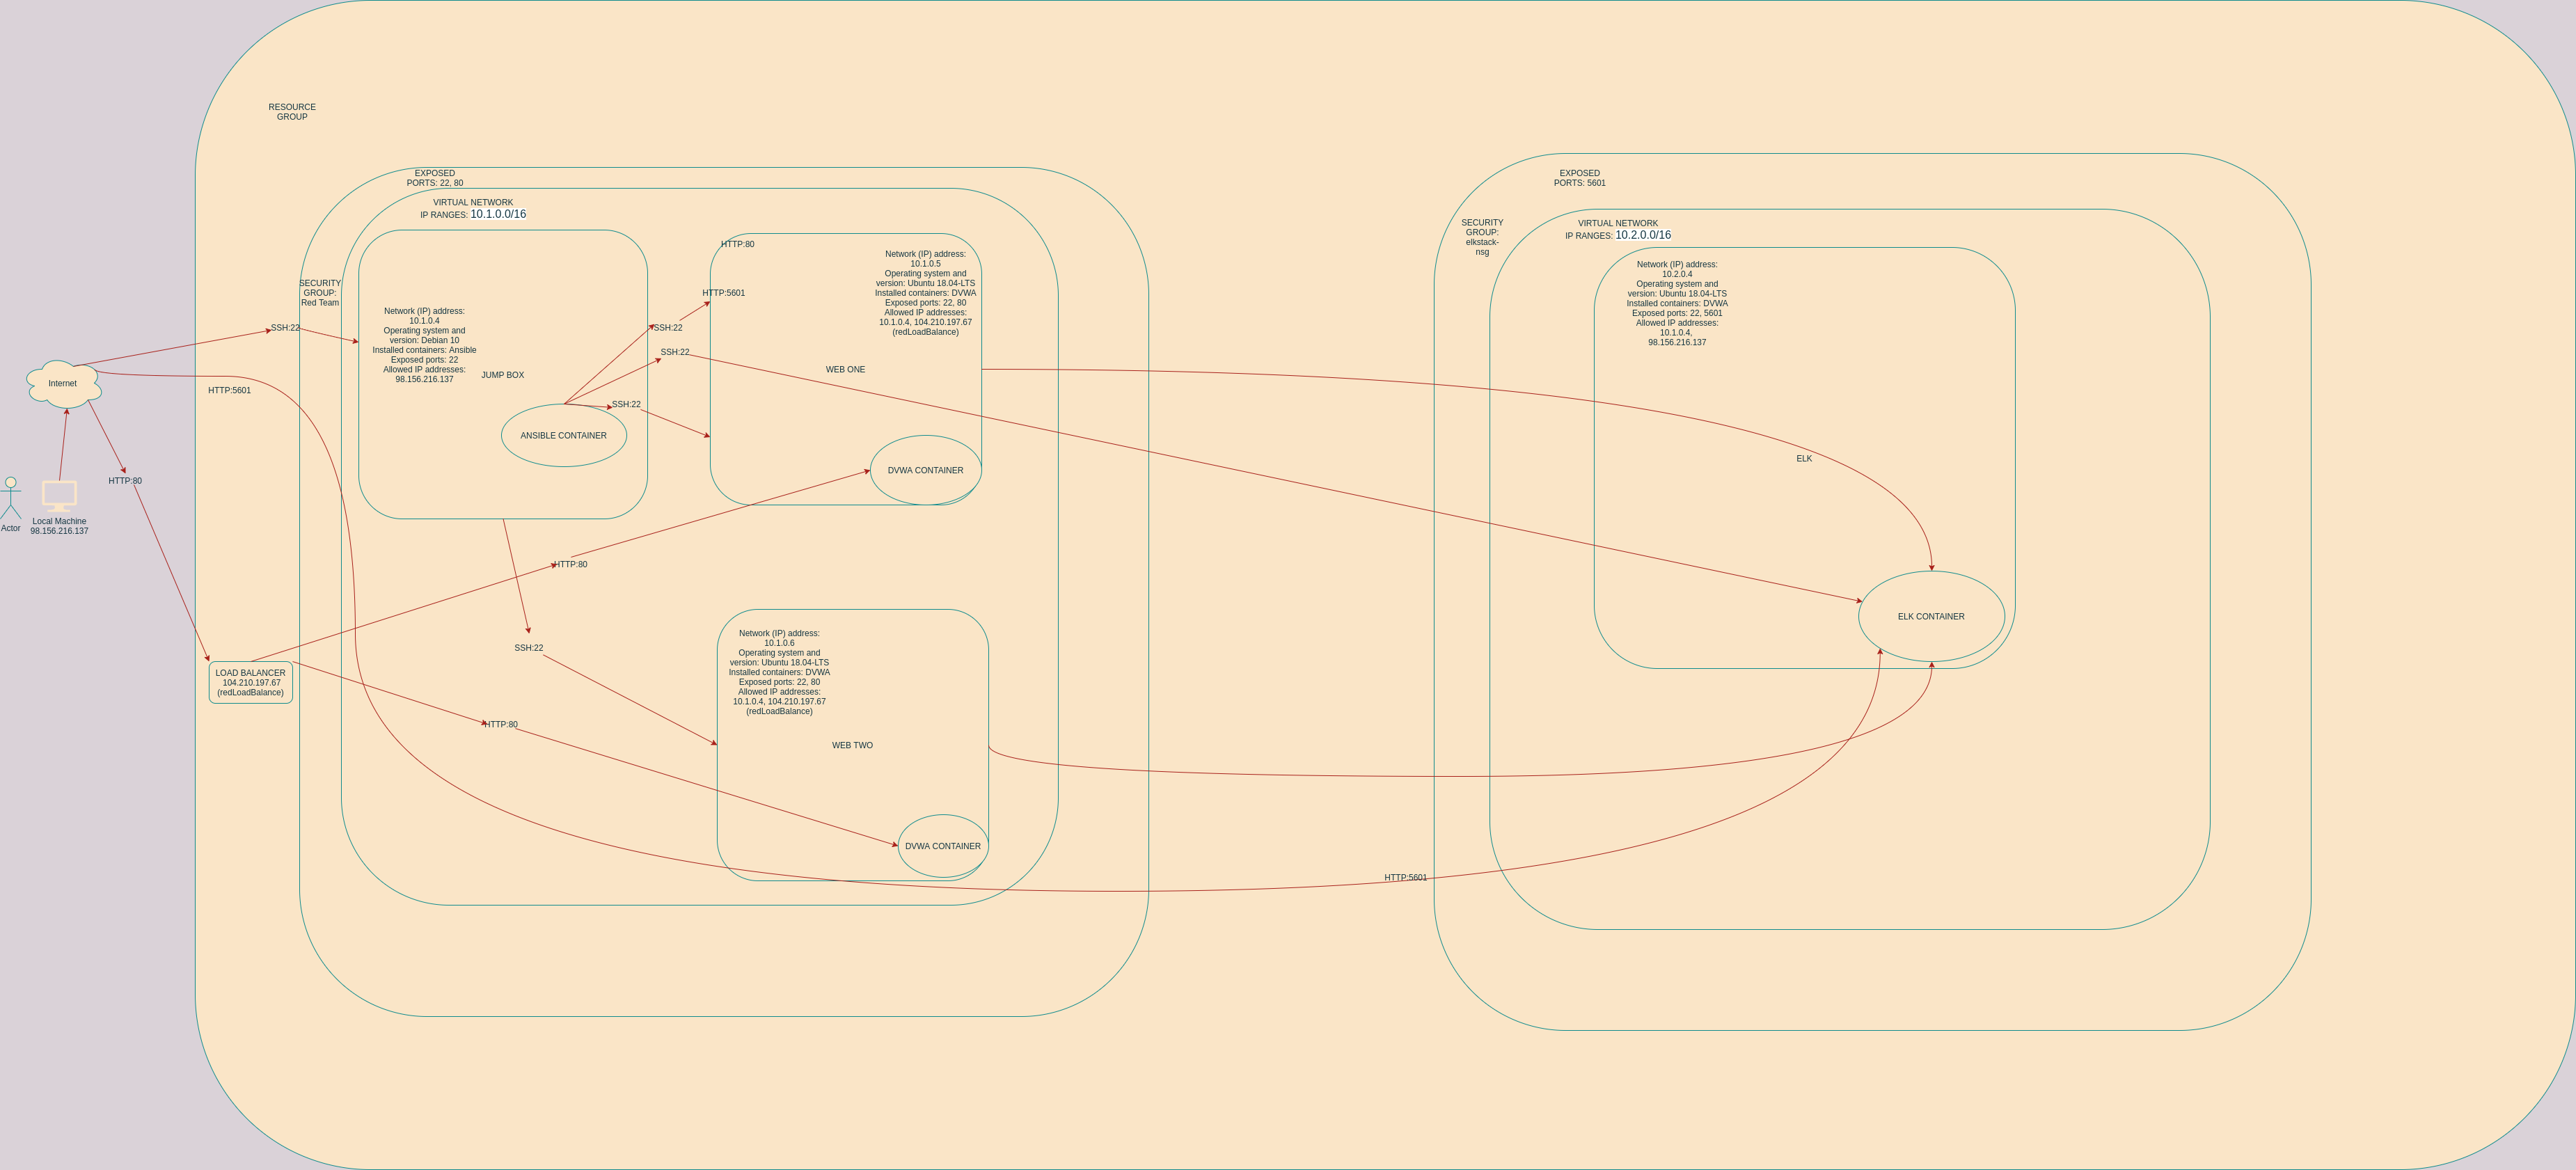 RESOURCE
GROUP
EXPOSED
PORTS: 22, 80
VIRTUAL NETWORK
IP RANGES: 10.1.0.0/16
SECURITY
GROUP:
Red Team
SSH:22
Internet
HTTP:5601
HTTP:80
Actor
Local Machine
98.156.216.137
LOAD BALANCER
104.210.197.67
(redLoadBalance)
Network (IP) address:
10.1.0.4
Operating system and
version: Debian 10
Installed containers: Ansible
Exposed ports: 22
Allowed IP addresses:
98.156.216.137
JUMP BOX
ANSIBLE CONTAINER
SSH:22
SSH:22
SSH:22
HTTP:80
HTTP:5601
Network (IP) address:
10.1.0.5
Operating system and
version: Ubuntu 18.04-LTS
Installed containers: DVWA
Exposed ports: 22, 80
Allowed IP addresses:
10.1.0.4, 104.210.197.67
(redLoadBalance)
WEB ONE
DVWA CONTAINER
HTTP:80
SSH:22
HTTP:80
Network (IP) address:
10.1.0.6
Operating system and
version: Ubuntu 18.04-LTS
Installed containers: DVWA
Exposed ports: 22, 80
Allowed IP addresses:
10.1.0.4, 104.210.197.67
(redLoadBalance)
WEB TWO
DVWA CONTAINER
HTTP:5601
EXPOSED
PORTS: 5601
SECURITY
GROUP:
elkstack-
nsg
VIRTUAL NETWORK
IP RANGES: 10.2.0.0/16
Network (IP) address:
10.2.0.4
Operating system and
version: Ubuntu 18.04-LTS
Installed containers: DVWA
Exposed ports: 22, 5601
Allowed IP addresses:
10.1.0.4,
98.156.216.137
ELK
ELK CONTAINER